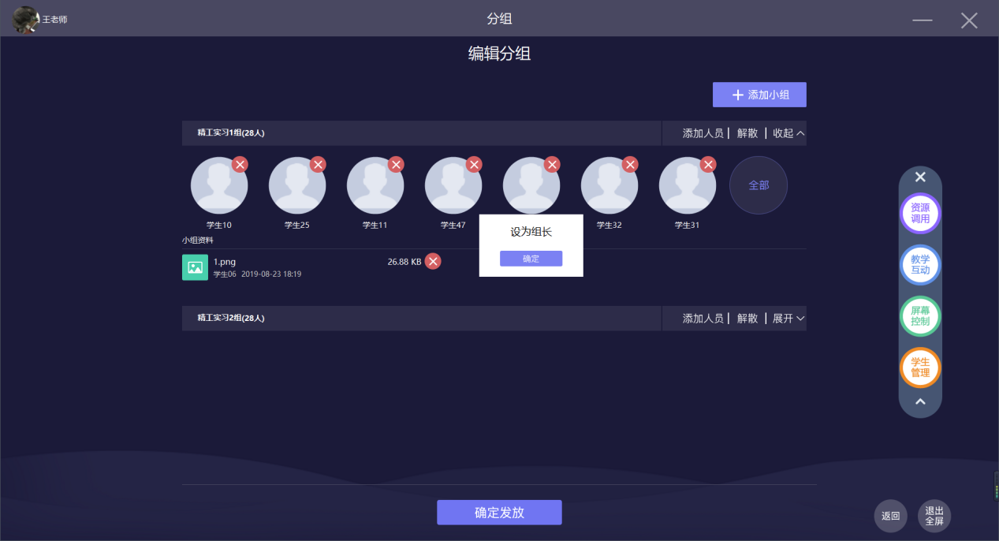 王老师
分组
编辑分组
添加小组
精工实习1组(28人)
添加人员 | 解散 | 收起
学生10
学生25
学生11
学生47
学生32
学生31
全部
设为组长
确定
小组资料
1.png
26.88 KB
学生06 2019-08-23 18:19
精工实习2组(28人)
添加人员 | 解散 | 展开
资源
调用
教学
互动
屏幕
控制
学生
管理
确定发放
返回
退出
全屏